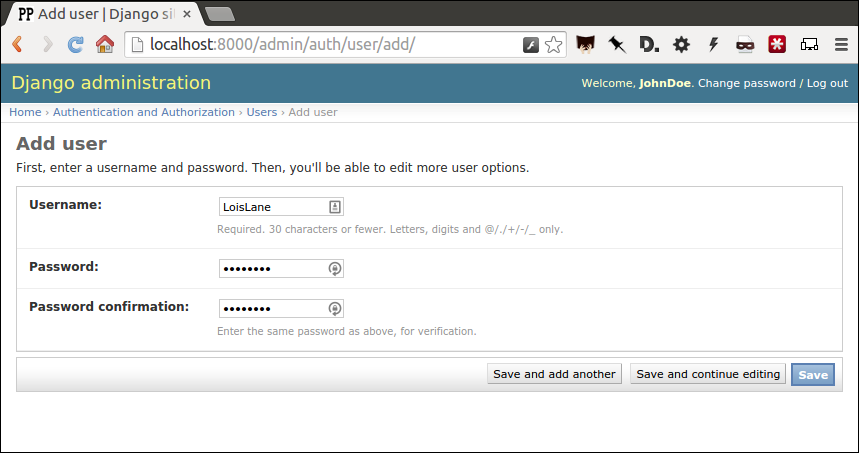 PP Add user | Django si
localhost:8000/admin/auth/user/add/
Django administration
Welcome, JohnDoe. Change password / Log out
Home › Authentication and Authorization › Users › Add user
Add user
First, enter a username and password. Then, you'll be able to edit more user options.
Username:
LoisLane
Required. 30 characters or fewer. Letters, digits and @/./+/-/_ only.
Password:
••••••••
Password confirmation:
••••••••
Enter the same password as above, for verification.
Save and add another
Save and continue editing
Save